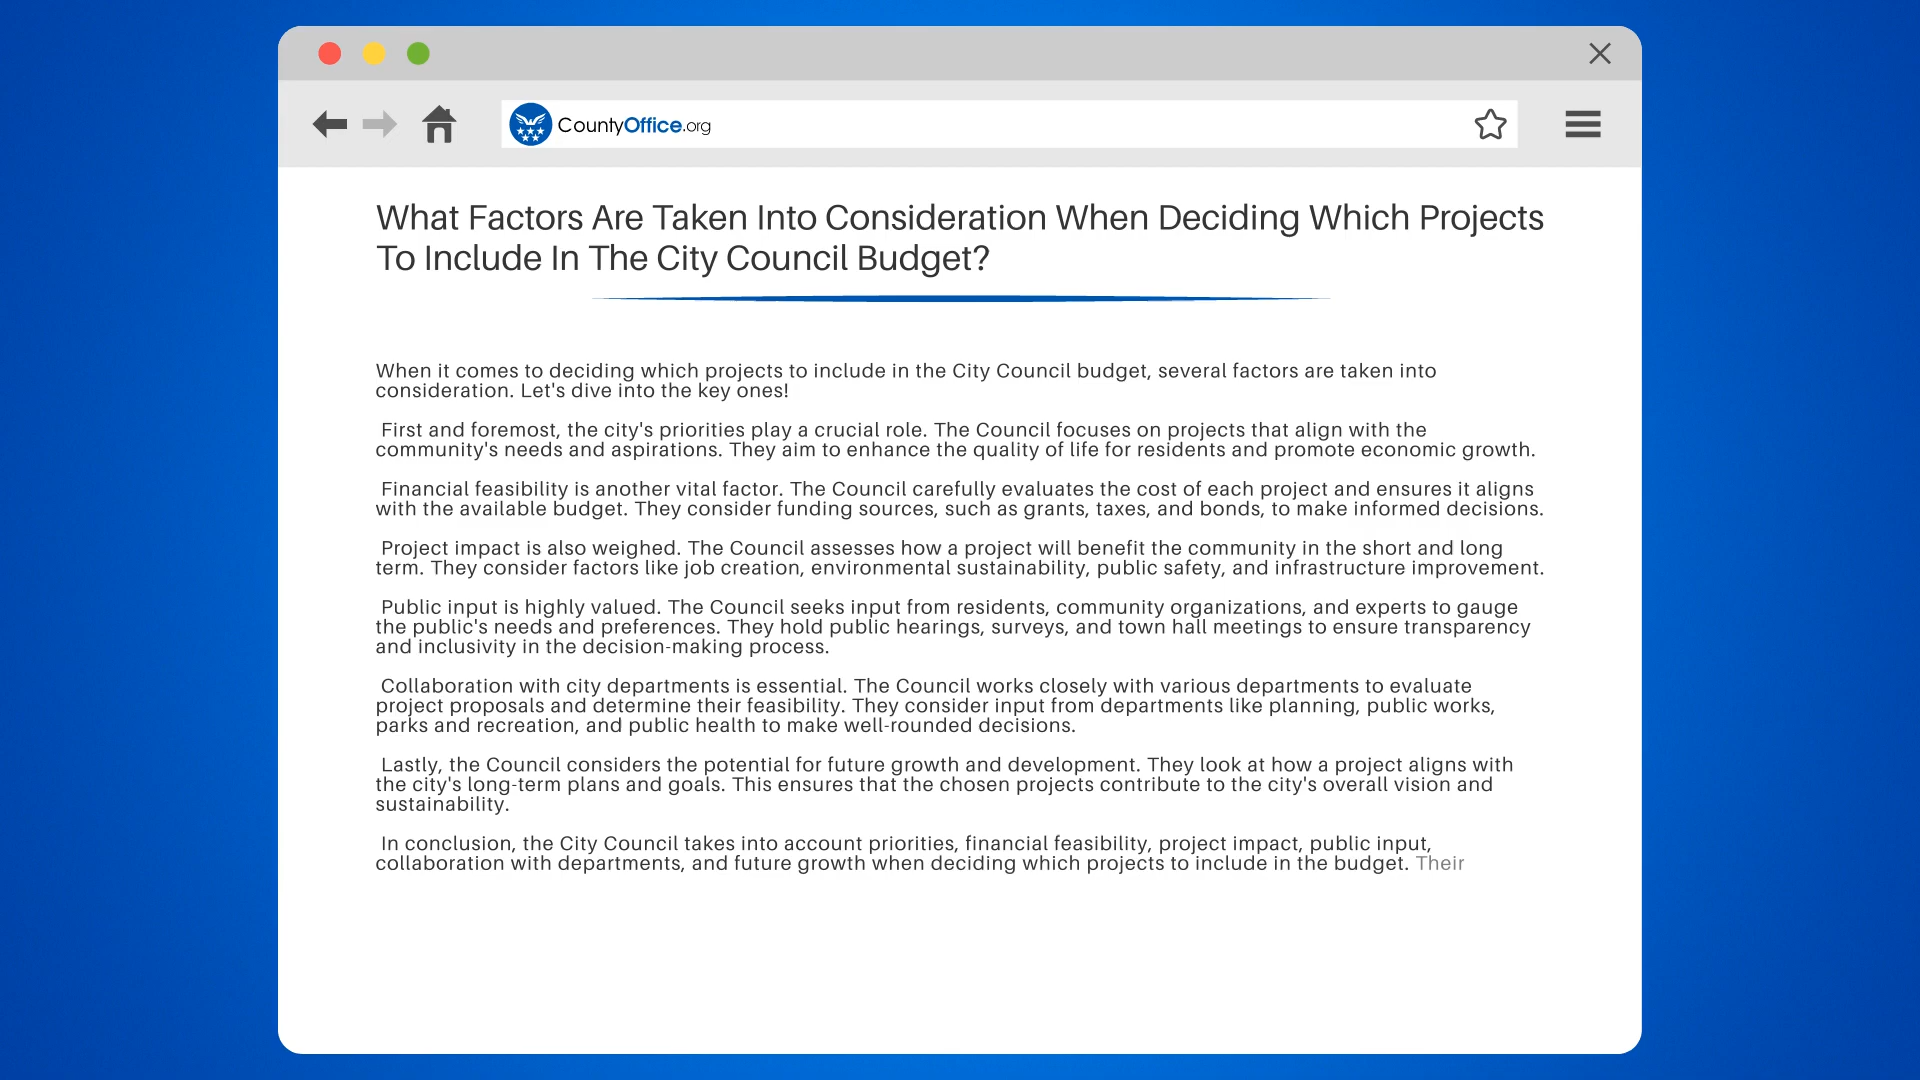 CountyOffice.org
What Factors Are Taken Into Consideration When Deciding Which Projects
To Include In The City Council Budget?
When it comes to deciding which projects to include in the City Council budget, several factors are taken into
consideration. Let's dive into the key ones!
First and foremost, the city's priorities play a crucial role. The Council focuses on projects that align with the
community's needs and aspirations. They aim to enhance the quality of life for residents and promote economic growth.
Financial feasibility is another vital factor. The Council carefully evaluates the cost of each project and ensures it aligns
with the available budget. They consider funding sources, such as grants, taxes, and bonds, to make informed decisions.
Project impact is also weighed. The Council assesses how a project will benefit the community in the short and long
term. They consider factors like job creation, environmental sustainability, public safety, and infrastructure improvement.
Public input is highly valued. The Council seeks input from residents, community organizations, and experts to gauge
the public's needs and preferences. They hold public hearings, surveys, and town hall meetings to ensure transparency
and inclusivity in the decision-making process.
Collaboration with city departments is essential. The Council works closely with various departments to evaluate
project proposals and determine their feasibility. They consider input from departments like planning, public works,
parks and recreation, and public health to make well-rounded decisions.
Lastly, the Council considers the potential for future growth and development. They look at how a project aligns with
the city's long-term plans and goals. This ensures that the chosen projects contribute to the city's overall vision and
sustainability.
In conclusion, the City Council takes into account priorities, financial feasibility, project impact, public input,
collaboration with departments, and future growth when deciding which projects to include in the budget. Their